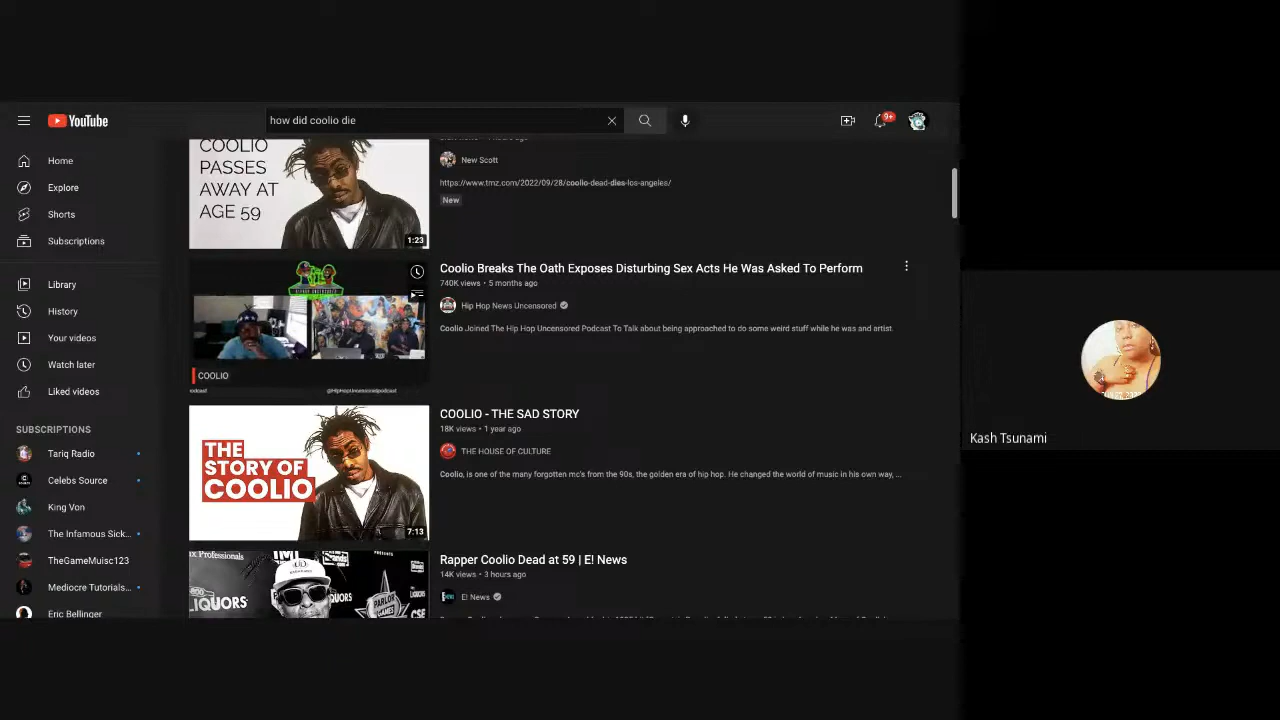 YouTube
how did coolio die
9+
Home
Explore
Shorts
Subscriptions
Library
History
Your videos
Watch later
Liked videos
SUBSCRIPTIONS
Tariq Radio
Celebs Source
King Von
The Infamous Sick...
TheGameMuisc123
Mediocre Tutorials...
Eric Bellinger
COOLIO
PASSES
AWAY AT
AGE 59
1:23
New Scott
https://www.tmz.com/2022/09/28/coolio-dead-dies-los-angeles/
New
COOLIO
@HipHopUncensoredpodcast
Coolio Breaks The Oath Exposes Disturbing Sex Acts He Was Asked To Perform
740K views • 5 months ago
Hip Hop News Uncensored
Coolio Joined The Hip Hop Uncensored Podcast To Talk about being approached to do some weird stuff while he was and artist.
THE
STORY OF
COOLIO
7:13
COOLIO - THE SAD STORY
18K views • 1 year ago
THE HOUSE OF CULTURE
Coolio, is one of the many forgotten mc's from the 90s, the golden era of hip hop. He changed the world of music in his own way, ...
Professionals
LIQUORS
PARLOR
GAMES
Rapper Coolio Dead at 59 | E! News
14K views • 3 hours ago
E! News
Kash Tsunami